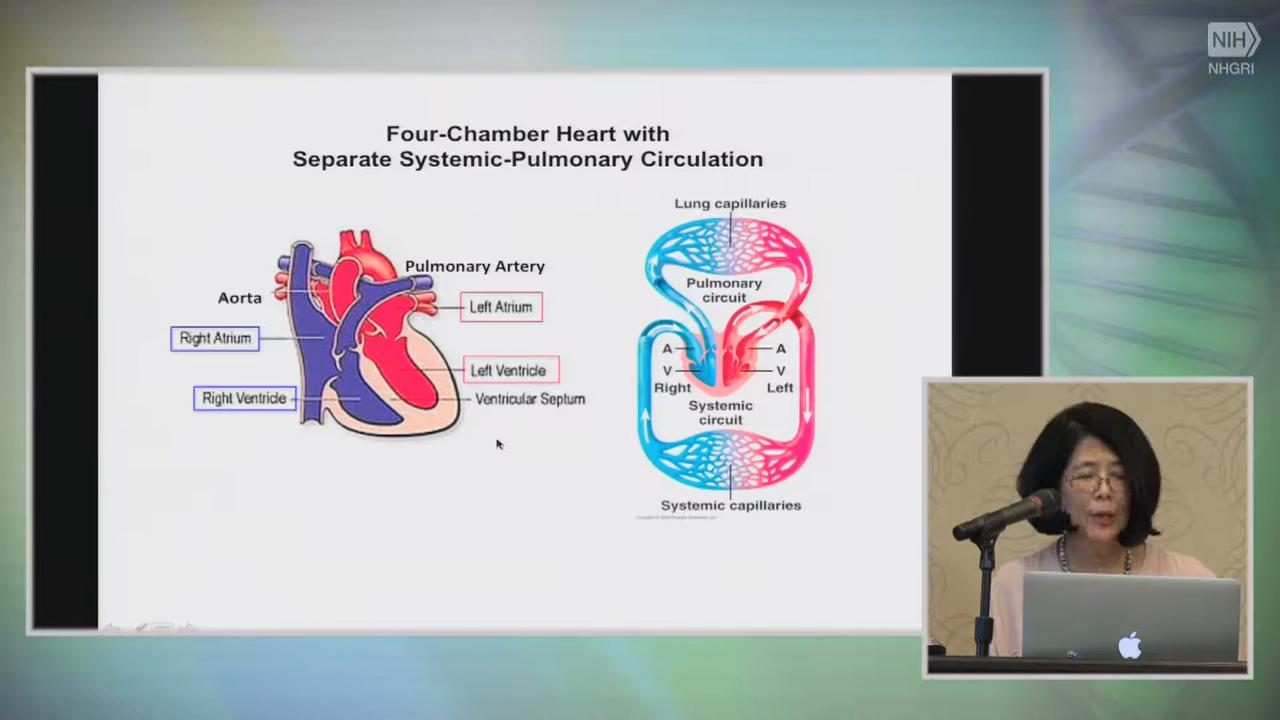 NIH
NHGRI
Four-Chamber Heart with
Separate Systemic-Pulmonary Circulation
Pulmonary Artery
Aorta
Left Atrium
Right Atrium
Left Ventricle
Right Ventricle
Ventricular Septum
Lung capillaries
Pulmonary
circuit
A
A
V
V
Right
Left
Systemic
circuit
Systemic capillaries